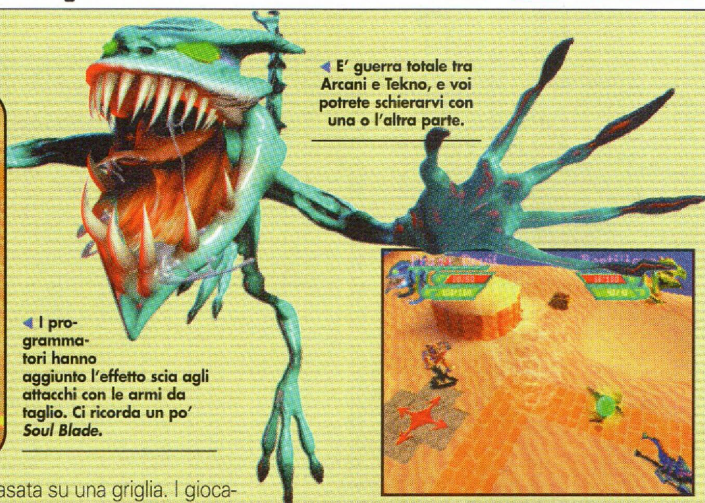 ◀ E' guerra totale tra
Arcani e Tekno, e voi
potrete schierarvi con
una o l'altra parte.
◀ I pro-
gramma-
tori hanno
aggiunto l'effetto scia agli
attacchi con le armi da
taglio. Ci ricorda un po'
Soul Blade.
asata su una griglia. I gioca-